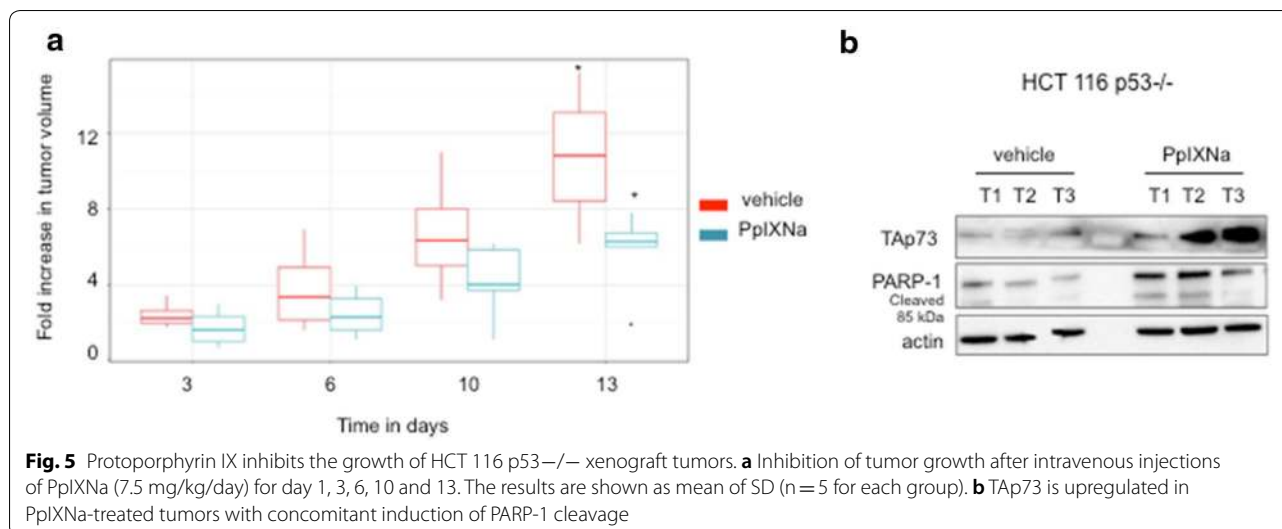 a
Fold increase in tumor volume
12
8
4
0
3 6 10 13
Time in days
vehicle
PpIXNa
b
HCT 116 p53-/-
vehicle PpIXNa
T1 T2 T3 T1 T2 T3
TAp73
PARP-1
Cleaved
85 kDa
actin
Fig. 5 Protoporphyrin IX inhibits the growth of HCT 116 p53−/− xenograft tumors. a Inhibition of tumor growth after intravenous injections
of PpIXNa (7.5 mg/kg/day) for day 1, 3, 6, 10 and 13. The results are shown as mean of SD (n = 5 for each group). b TAp73 is upregulated in
PpIXNa-treated tumors with concomitant induction of PARP-1 cleavage